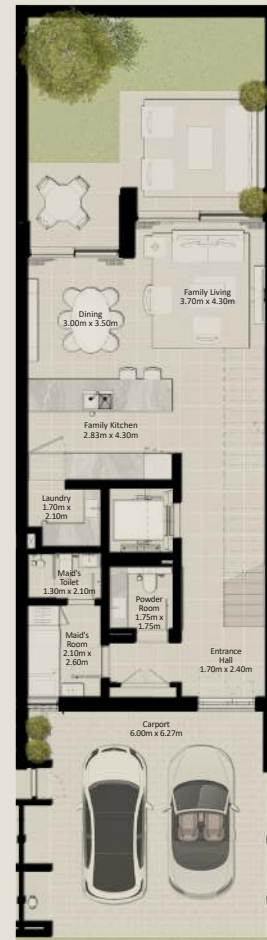 Family Living
3.70m x 4.30m
Dining
3.00m x 3.50m
Family Kitchen
2.83m x 4.30m
Laundry
1.70m x
2.10m
Maid's
Toilet
1.30m x 2.10m
Powder
Room
1.75m x
1.75m
Maid's
Room
2.10m x
2.60m
Entrance
Hall
1.70m x 2.40m
Carport
6.00m x 6.27m